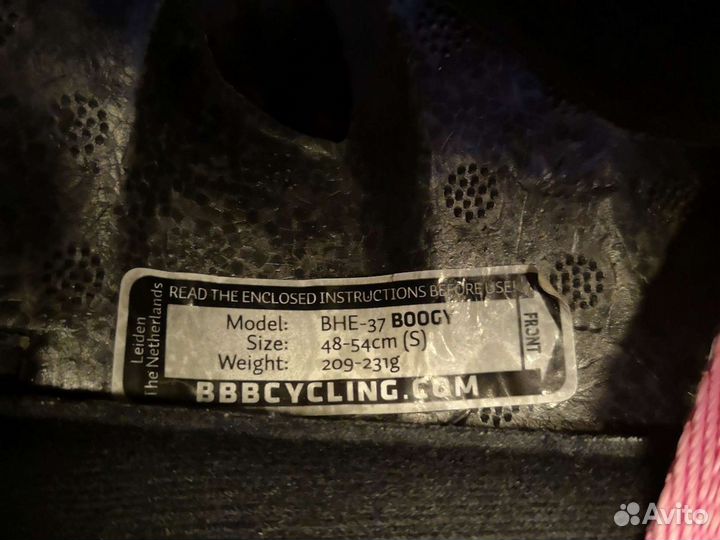 READ THE ENCLOSED INSTRUCTIONS BEFORE USE!
Leiden
The Netherlands
Model: BHE-37 BOOGY
Size: 48-54cm (S)
Weight: 209-231g
FRONT
BBBCYCLING.COM
Avito